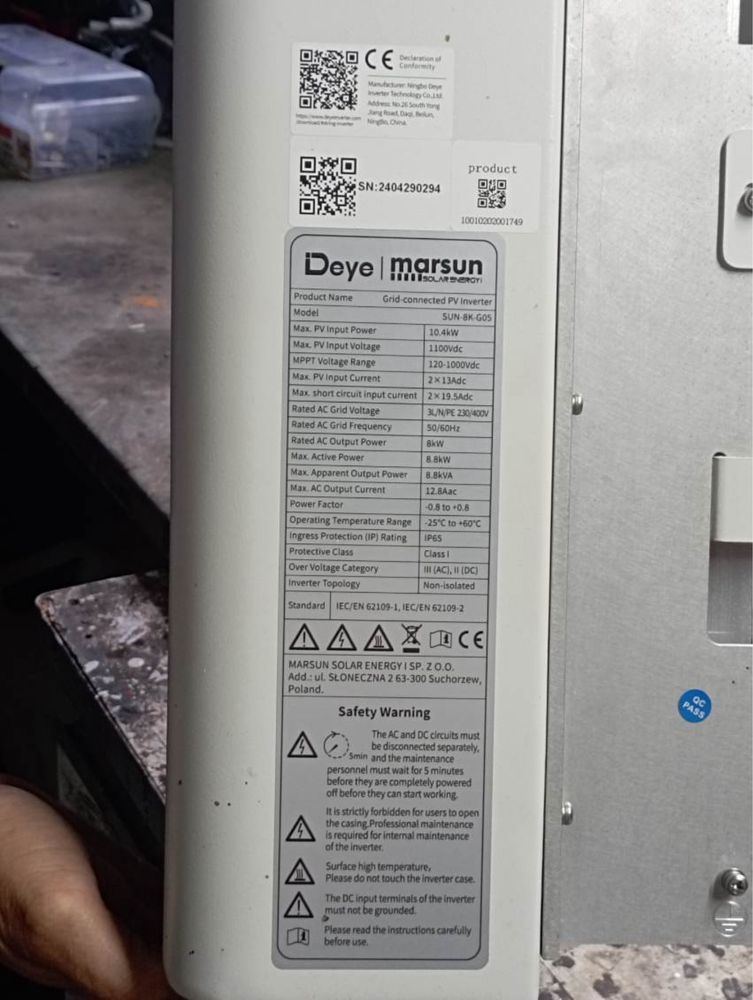 CE Declaration of
Conformity
Manufacturer: Ningbo Deye
Inverter Technology Co.,Ltd.
Address: No.26 South Yong
Jiang Road, Daqi, Beilun,
NingBo, China.
SN:2404290294
product
10010202001749
Deye | marsun
SOLAR ENERGY I
Product Name Grid-connected PV Inverter
Model SUN-8K-G05
Max. PV Input Power 10.4kW
Max. PV Input Voltage 1100Vdc
MPPT Voltage Range 120-1000Vdc
Max. PV Input Current 2×13Adc
Max. short circuit input current 2×19.5Adc
Rated AC Grid Voltage 3L/N/PE 230/400V
Rated AC Grid Frequency 50/60Hz
Rated AC Output Power 8kW
Max. Active Power 8.8kW
Max. Apparent Output Power 8.8kVA
Max. AC Output Current 12.8Aac
Power Factor -0.8 to +0.8
Operating Temperature Range -25°C to +60°C
Ingress Protection (IP) Rating IP65
Protective Class Class I
Over Voltage Category III (AC), II (DC)
Inverter Topology Non-isolated
Standard IEC/EN 62109-1, IEC/EN 62109-2
CE
MARSUN SOLAR ENERGY I SP. Z O.O.
Add.: ul. SŁONECZNA 2 63-300 Suchorzew,
Poland.
Safety Warning
The AC and DC circuits must
be disconnected separately,
5min and the maintenance
personnel must wait for 5 minutes
before they are completely powered
off before they can start working.
It is strictly forbidden for users to open
the casing.Professional maintenance
is required for internal maintenance
of the inverter.
Surface high temperature,
Please do not touch the inverter case.
The DC input terminals of the inverter
must not be grounded.
Please read the instructions carefully
before use.
QC
PASS